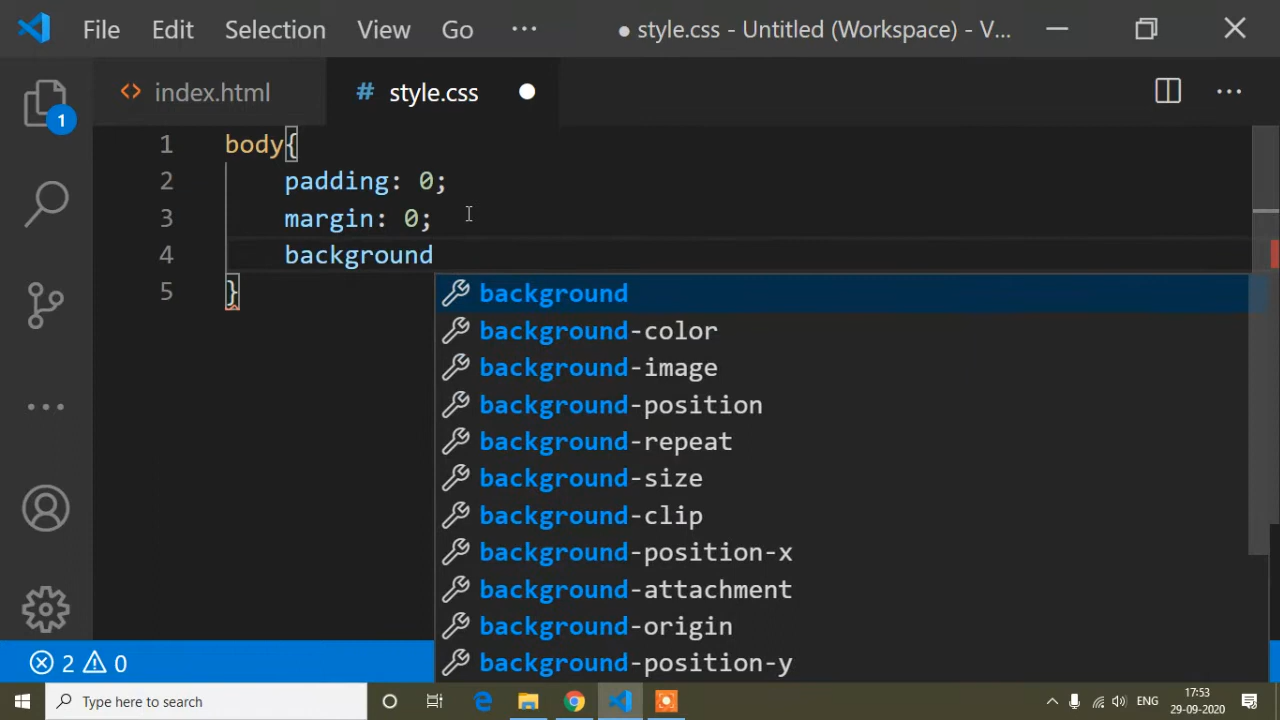 File Edit Selection View Go ··· ● style.css - Untitled (Workspace) - V...
<> index.html # style.css
1 body{
2 padding: 0;
3 margin: 0;
4 background
5 }
background
background-color
background-image
background-position
background-repeat
background-size
background-clip
background-position-x
background-attachment
background-origin
background-position-y
1
2 0
Type here to search
ENG
17:53
29-09-2020